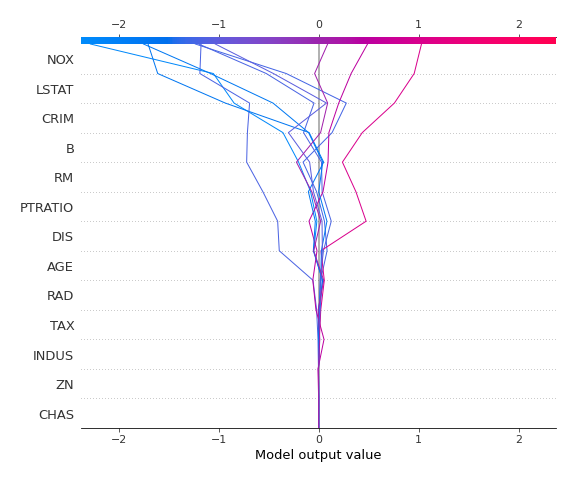 −2 −1 0 1 2
NOX
LSTAT
CRIM
B
RM
PTRATIO
DIS
AGE
RAD
TAX
INDUS
ZN
CHAS
−2 −1 0 1 2
Model output value